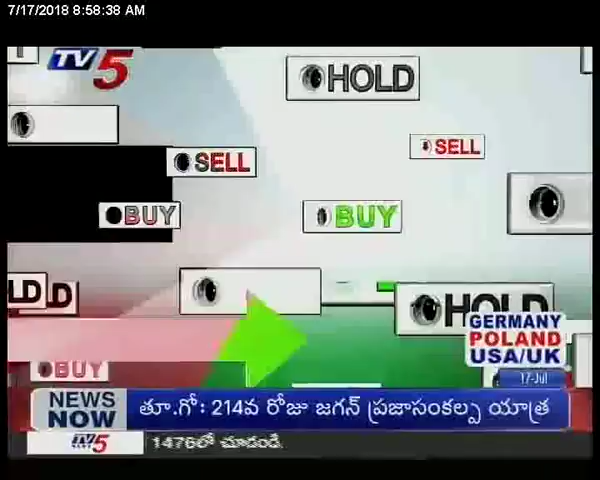 7/17/2018 8:58:38 AM
TV5
HOLD
SELL
SELL
BUY
BUY
LD
D
HOLD
BUY
GERMANY
POLAND
USA/UK
17-Jul
NEWS
NOW
తూ.గో: 214వ రోజు జగన్ ప్రజాసంకల్ప యాత్ర
TV5
1476లో చూడండి.